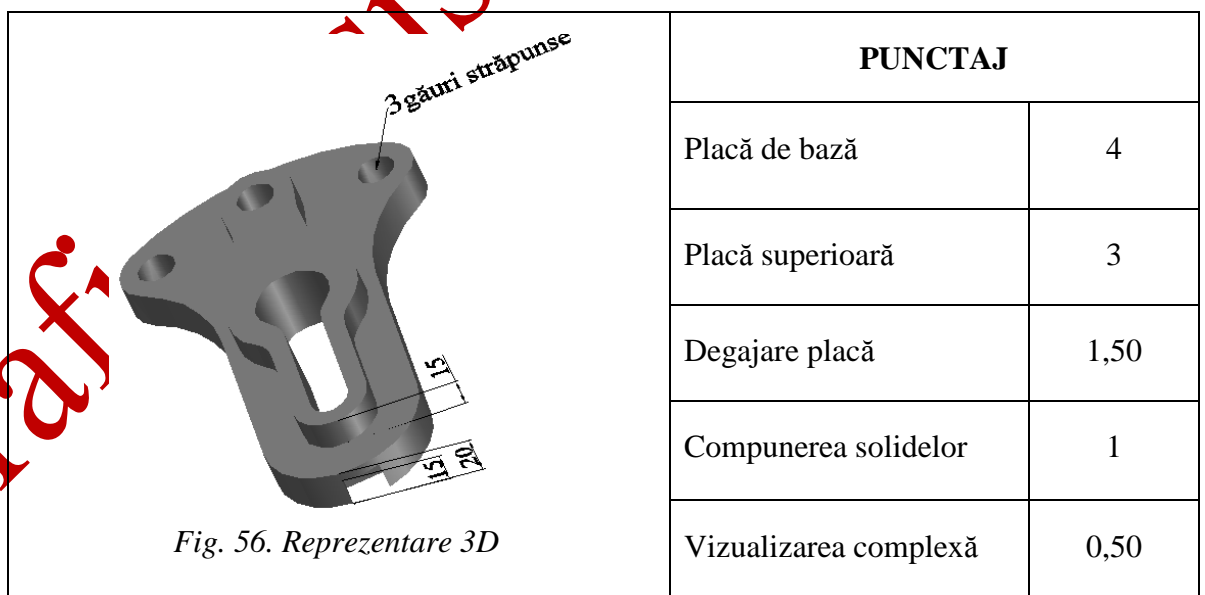 3 găuri străpunse
15
15
20
Fig. 56. Reprezentare 3D
PUNCTAJ
Placă de bază 4
Placă superioară 3
Degajare placă 1,50
Compunerea solidelor 1
Vizualizarea complexă 0,50